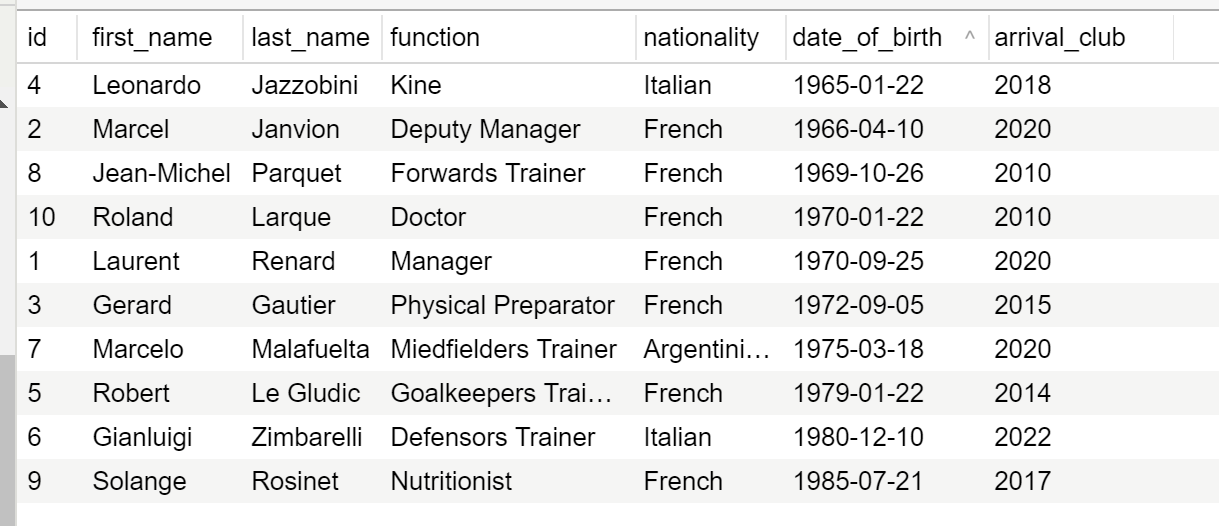 id first_name last_name function nationality date_of_birth ^ arrival_club
4 Leonardo Jazzobini Kine Italian 1965-01-22 2018
2 Marcel Janvion Deputy Manager French 1966-04-10 2020
8 Jean-Michel Parquet Forwards Trainer French 1969-10-26 2010
10 Roland Larque Doctor French 1970-01-22 2010
1 Laurent Renard Manager French 1970-09-25 2020
3 Gerard Gautier Physical Preparator French 1972-09-05 2015
7 Marcelo Malafuelta Miedfielders Trainer Argentini… 1975-03-18 2020
5 Robert Le Gludic Goalkeepers Trai… French 1979-01-22 2014
6 Gianluigi Zimbarelli Defensors Trainer Italian 1980-12-10 2022
9 Solange Rosinet Nutritionist French 1985-07-21 2017